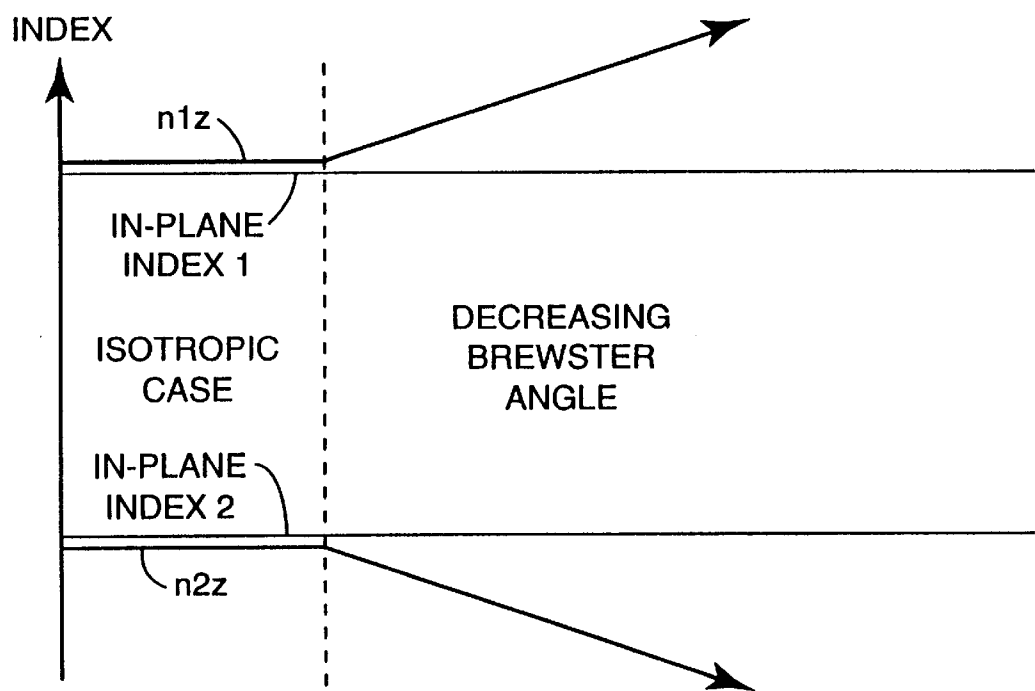 INDEX
n1z
IN-PLANE
INDEX 1
ISOTROPIC
CASE
DECREASING
BREWSTER
ANGLE
IN-PLANE
INDEX 2
n2z